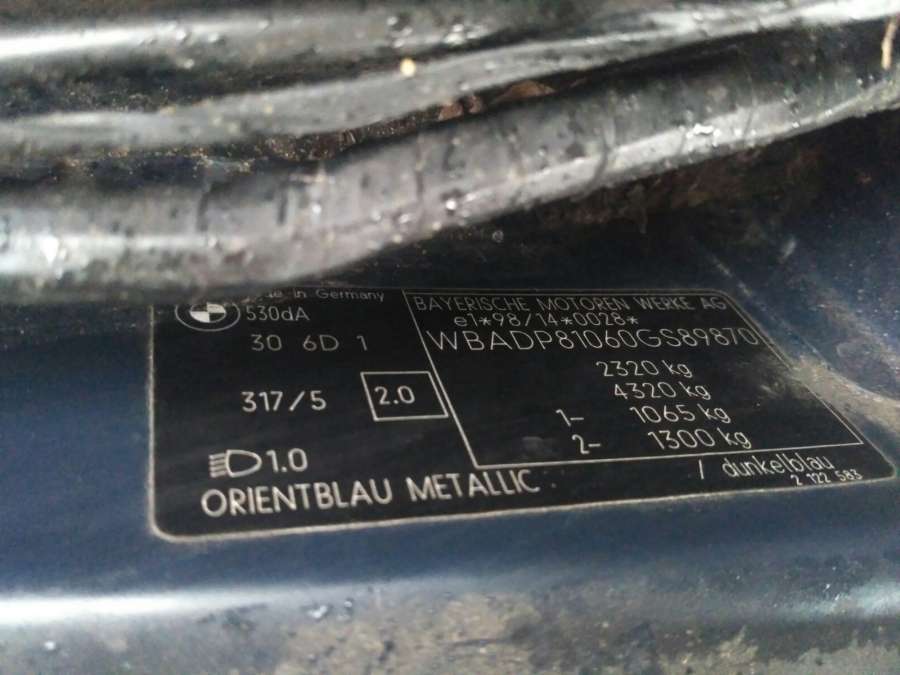 in Germany
530dA
30 6D 1
317/5
2.0
1.0
ORIENTBLAU METALLIC
BAYERISCHE MOTOREN WERKE AG
e1*98/14*0028*
WBADP81060GS89870
2320 kg
4320 kg
1- 1065 kg
2- 1300 kg
/ dunkelblau
2 122 583